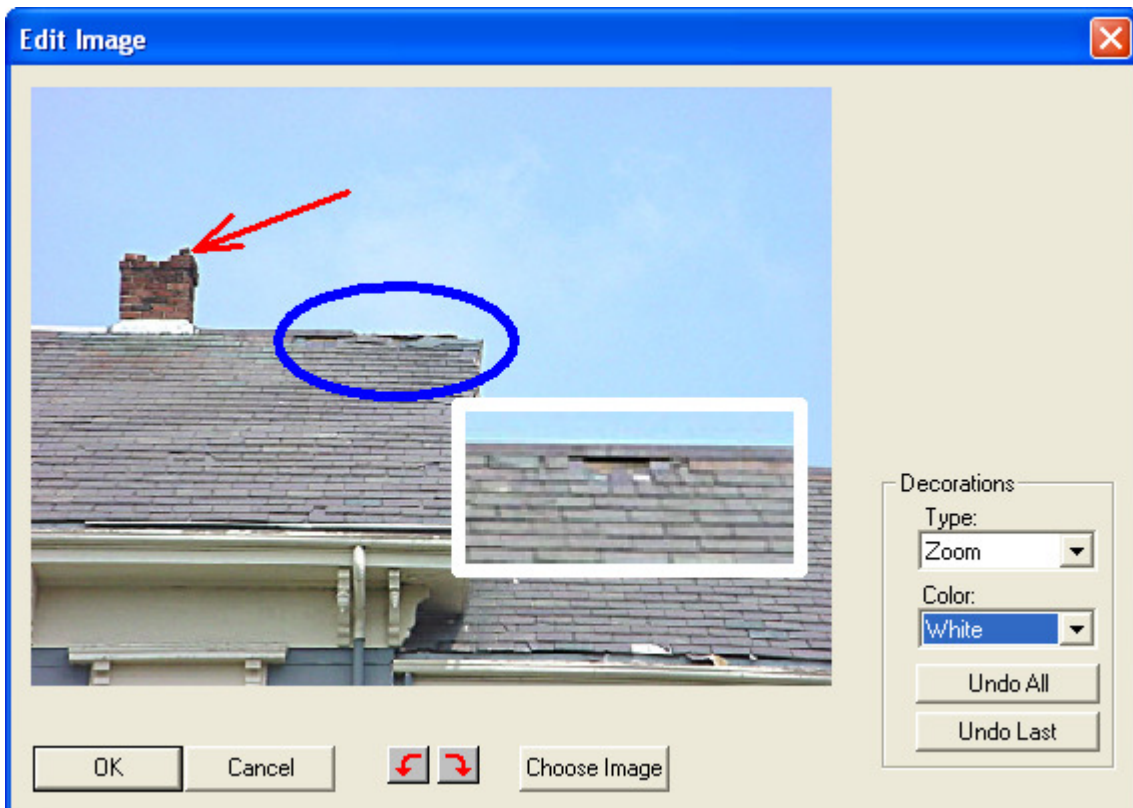 Edit Image
Decorations
Type:
Zoom
Color:
White
Undo All
Undo Last
OK
Cancel
Choose Image